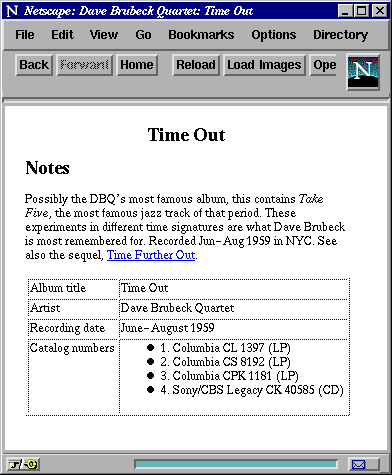 Netscape: Dave Brubeck Quartet: Time Out
File Edit View Go Bookmarks Options Directory
Back Forward Home Reload Load Images Ope
N
Time Out
Notes
Possibly the DBQ's most famous album, this contains Take
Five, the most famous jazz track of that period. These
experiments in different time signatures are what Dave Brubeck
is most remembered for. Recorded Jun-Aug 1959 in NYC. See
also the sequel, Time Further Out.
Album title Time Out
Artist Dave Brubeck Quartet
Recording date June-August 1959
Catalog numbers • 1. Columbia CL 1397 (LP)
• 2. Columbia CS 8192 (LP)
• 3. Columbia CPK 1181 (LP)
• 4. Sony/CBS Legacy CK 40585 (CD)